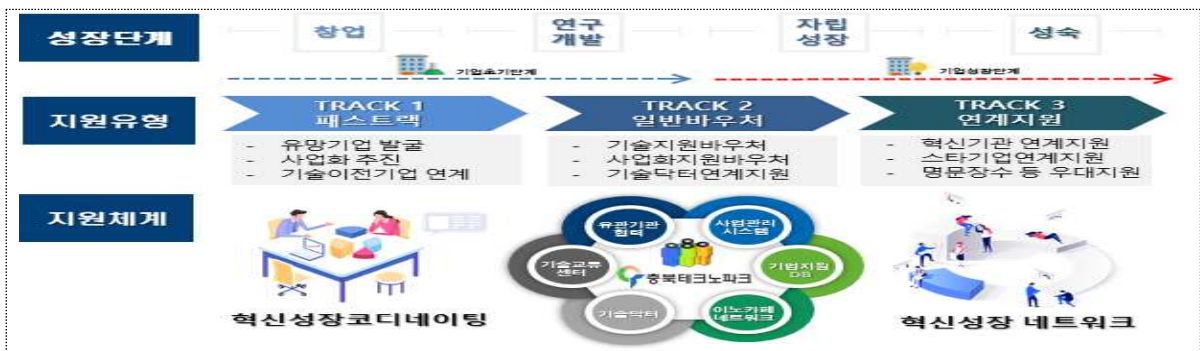 성장단계
창업
연구
개발
자립
성장
성숙
기업초기단계
기업성장단계
지원유형
TRACK 1
패스트랙
TRACK 2
일반바우처
TRACK 3
연계지원
- 유망기업 발굴
- 사업화 추진
- 기술이전기업 연계
- 기술지원바우처
- 사업화지원바우처
- 기술닥터연계지원
- 혁신기관 연계지원
- 스타기업연계지원
- 명문장수 등 우대지원
지원체계
유관기관
협력
사업관리
시스템
기술교류
센터
충북테크노파크
기업지원
DB
기술닥터
이노카페
네트워크
혁신성장코디네이팅
혁신성장 네트워크